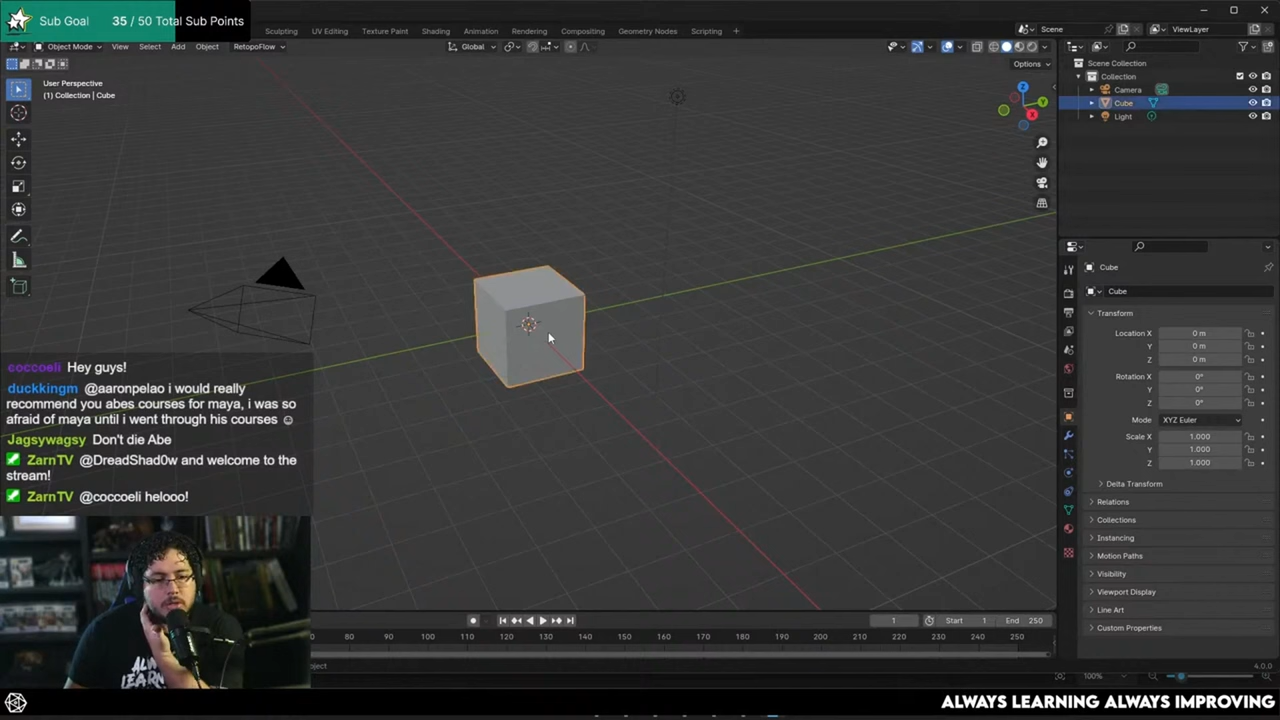 Sub Goal 35 / 50 Total Sub Points
Sculpting UV Editing Texture Paint Shading Animation Rendering Compositing Geometry Nodes Scripting +
Scene
ViewLayer
Object Mode View Select Add Object RetopoFlow
Global
Options
User Perspective
(1) Collection | Cube
Z
Y
X
Scene Collection
Collection
Camera
Cube
Light
Cube
Cube
Transform
Location X 0 m
Y 0 m
Z 0 m
Rotation X 0°
Y 0°
Z 0°
Mode XYZ Euler
Scale X 1.000
Y 1.000
Z 1.000
Delta Transform
Relations
Collections
Instancing
Motion Paths
Visibility
Viewport Display
Line Art
Custom Properties
coccoeli Hey guys!
duckkingm @aaronpelao i would really
recommend you abes courses for maya, i was so
afraid of maya until i went through his courses
Jagsywagsy Don't die Abe
ZarnTV @DreadShad0w and welcome to the
stream!
ZarnTV @coccoeli helooo!
1 Start 1 End 250
80 90 100 110 120 130 140 150 160 170 180 190 200 210 220 230 240 250
4.0.0
100%
ALWAYS LEARNING ALWAYS IMPROVING